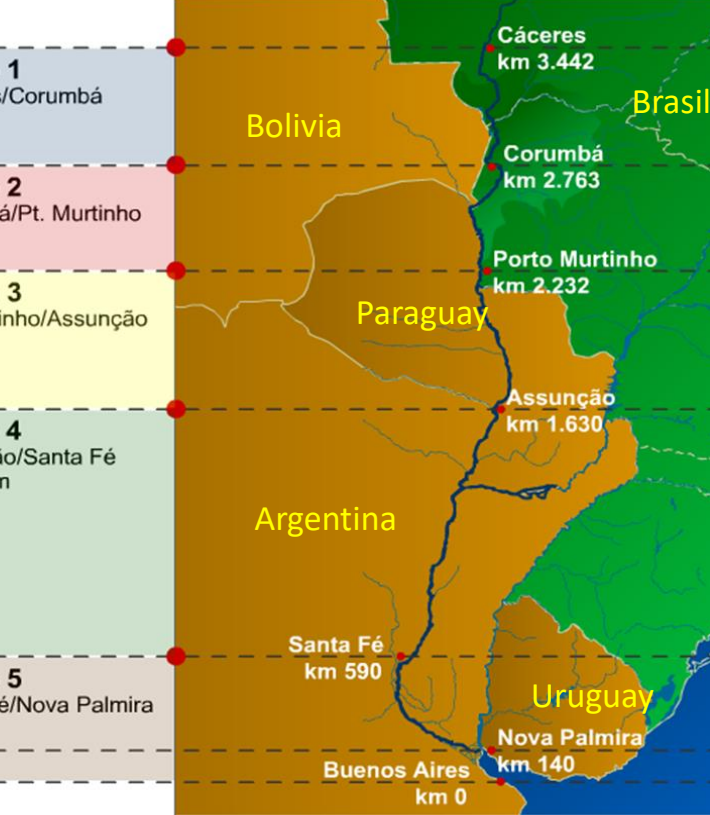 1
/Corumbá
2
á/Pt. Murtinho
3
inho/Assunção
4
ão/Santa Fé
m
5
é/Nova Palmira
Cáceres
km 3.442
Brasil
Bolivia
Corumbá
km 2.763
Porto Murtinho
km 2.232
Paraguay
Assunção
km 1.630
Argentina
Santa Fé
km 590
Uruguay
Nova Palmira
km 140
Buenos Aires
km 0